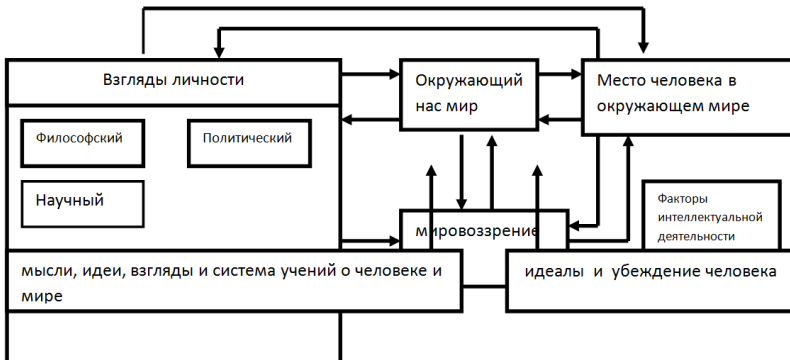 Взгляды личности
Окружающий
нас мир
Место человека в
окружающем мире
Философский
Политический
Научный
Факторы
интеллектуальной
деятельности
мировоззрение
мысли, идеи, взгляды и система учений о человеке и
мире
идеалы и убеждение человека